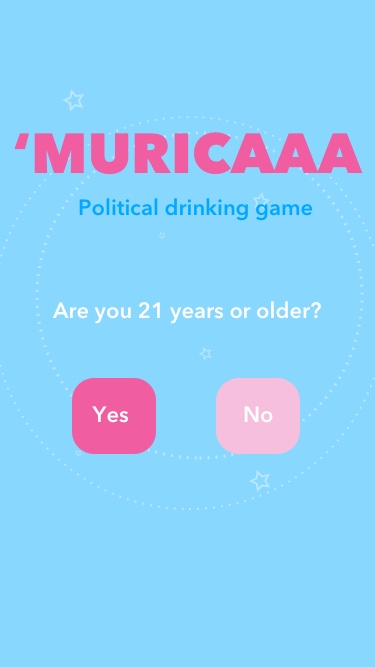 ‘MURICAAA
Political drinking game
Are you 21 years or older?
Yes
No